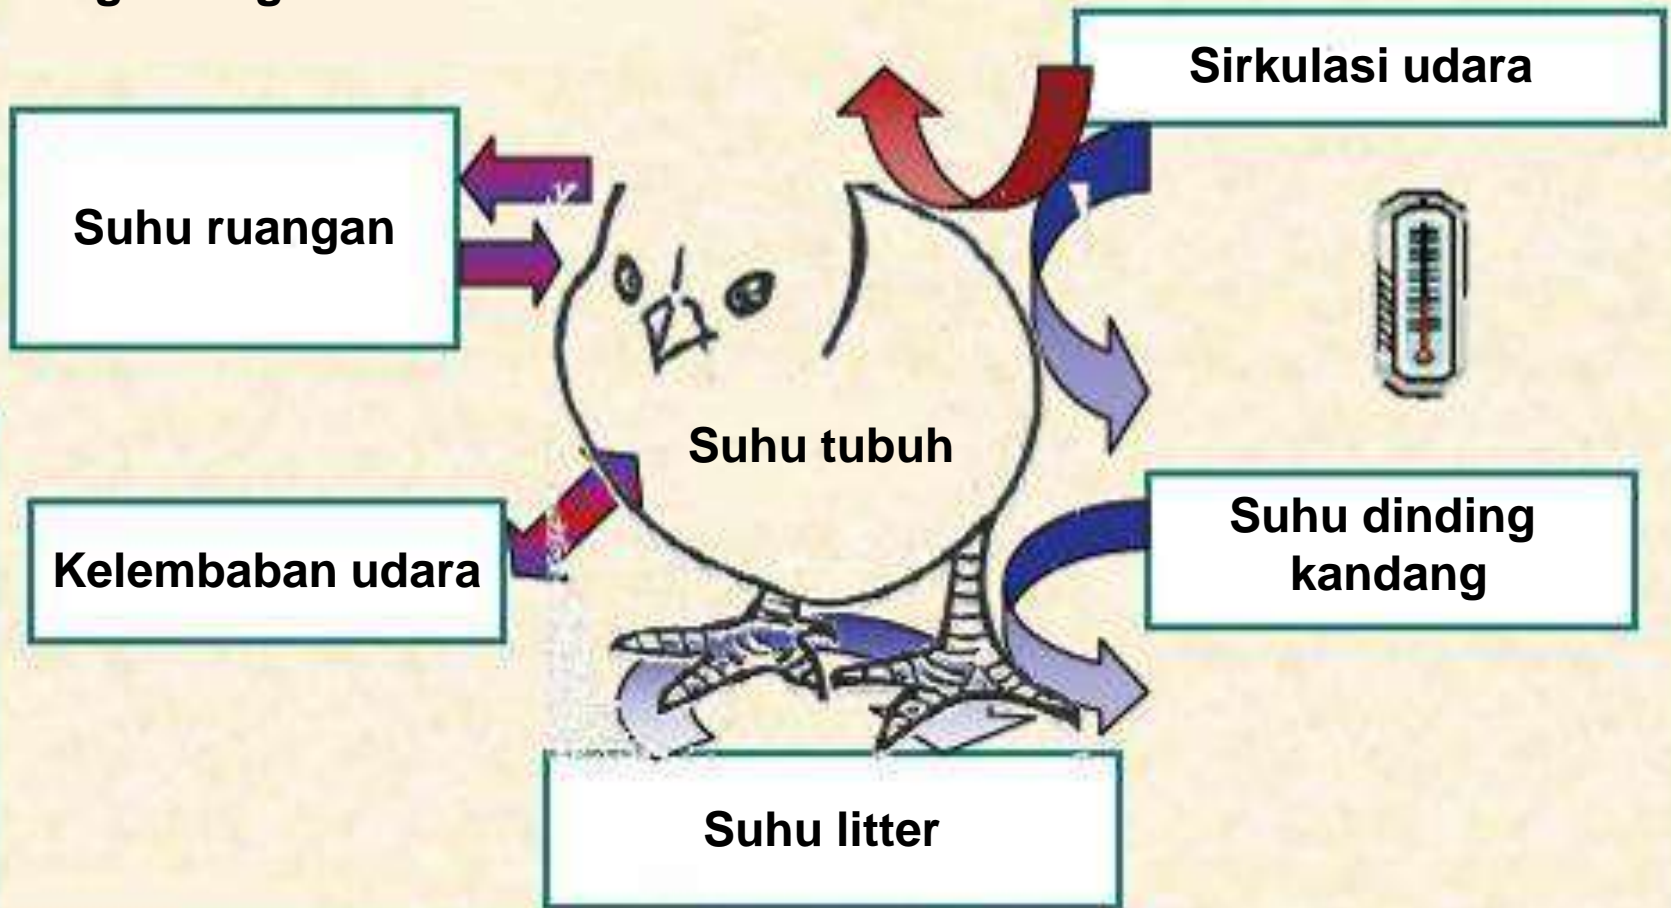 Sirkulasi udara
Suhu ruangan
Suhu tubuh
Suhu dinding
kandang
Kelembaban udara
Suhu litter